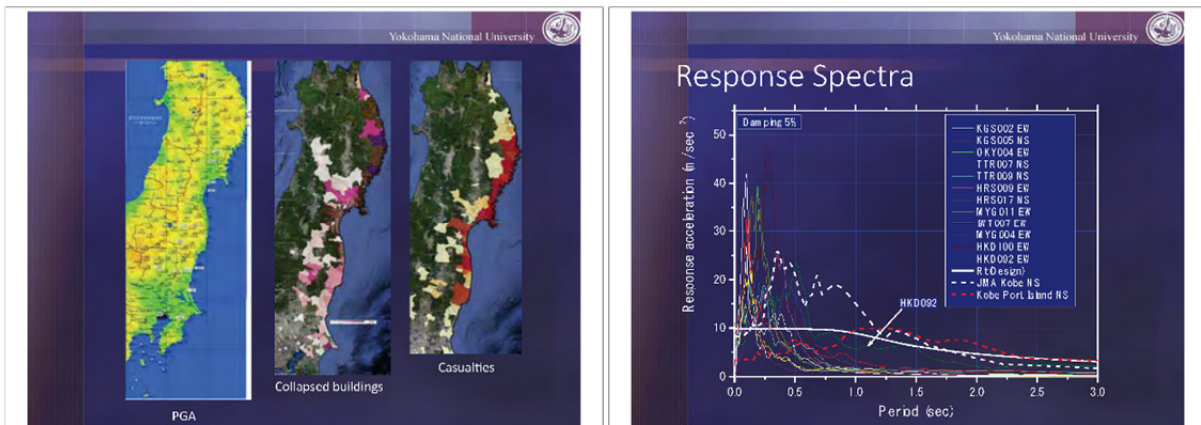 Yokohama National University
Collapsed buildings
Casualties
PGA
Yokohama National University
Response Spectra
Damping 5%
KGS002 EW
KGS005 NS
OKY004 EW
TTR007 NS
TTR009 NS
HRS009 EW
HRS017 NS
MYG011 EW
IWT007 EW
MYG004 EW
HKD100 EW
HKD092 EW
Rt(Design)
JMA Kobe NS
Kobe Port Island NS
HKD092
Response acceleration (m/sec²)
50
40
30
20
10
0
0.0 0.5 1.0 1.5 2.0 2.5 3.0
Period (sec)